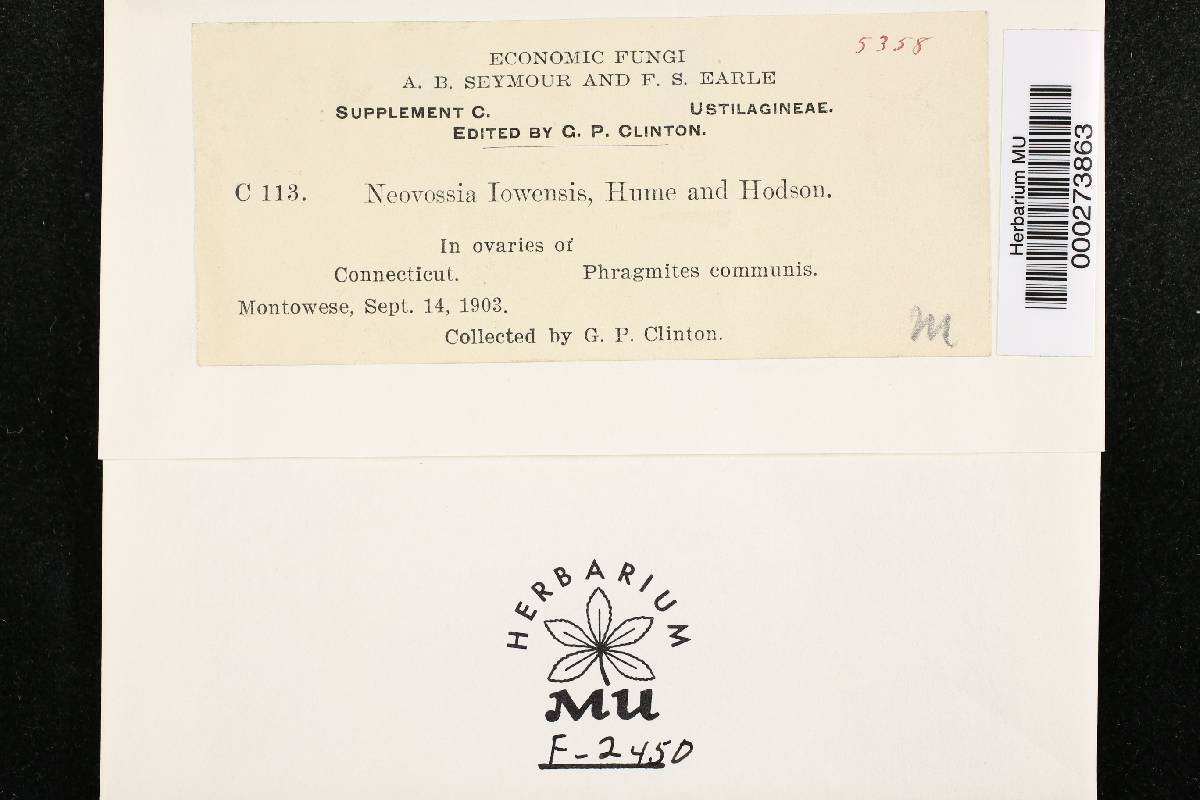 5358
ECONOMIC FUNGI
A. B. SEYMOUR AND F. S. EARLE
SUPPLEMENT C. USTILAGINEAE.
EDITED BY G. P. CLINTON.
C 113. Neovossia Iowensis, Hume and Hodson.
In ovaries of
Connecticut. Phragmites communis.
Montowese, Sept. 14, 1903.
Collected by G. P. Clinton.
M
Herbarium MU
000273863
HERBARIUM
MU
F-2450